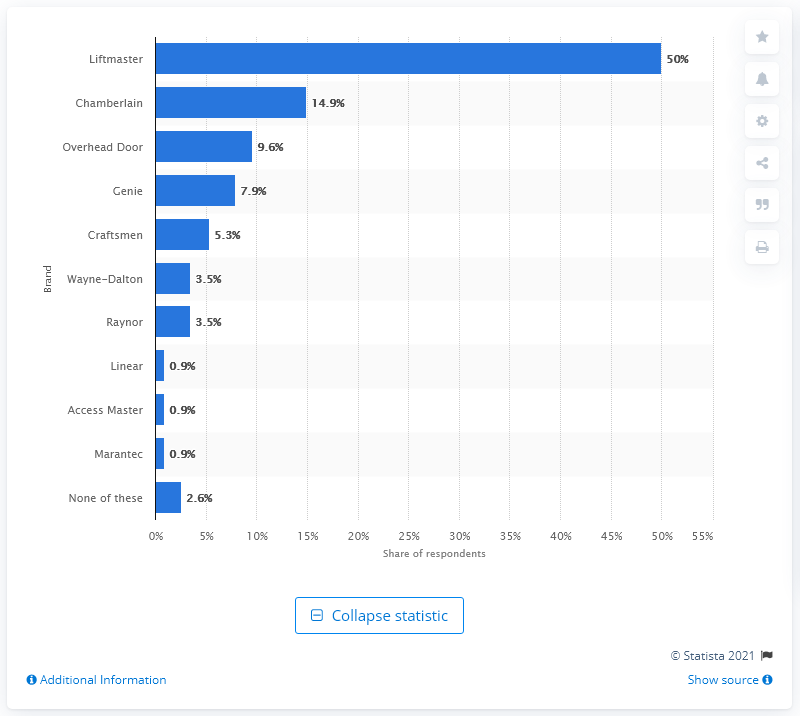 Liftmaster 50%
Chamberlain 14.9%
Overhead Door 9.6%
Genie 7.9%
Craftsmen 5.3%
Wayne-Dalton 3.5%
Raynor 3.5%
Linear 0.9%
Access Master 0.9%
Marantec 0.9%
None of these 2.6%
Brand
0% 5% 10% 15% 20% 25% 30% 35% 40% 45% 50% 55%
Share of respondents
Collapse statistic
© Statista 2021
Additional Information Show source